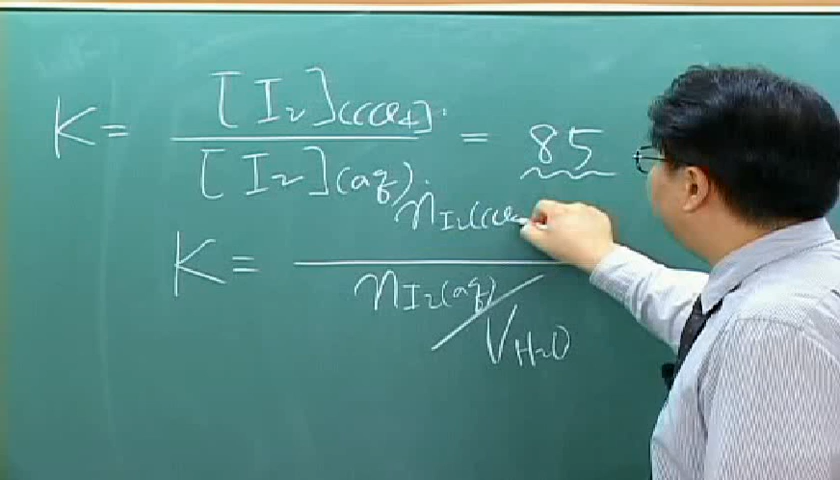 K = [I₂](CCl₄) / [I₂](aq) = 85
K = n I₂(CCl₄ / n I₂(aq) / V H₂O